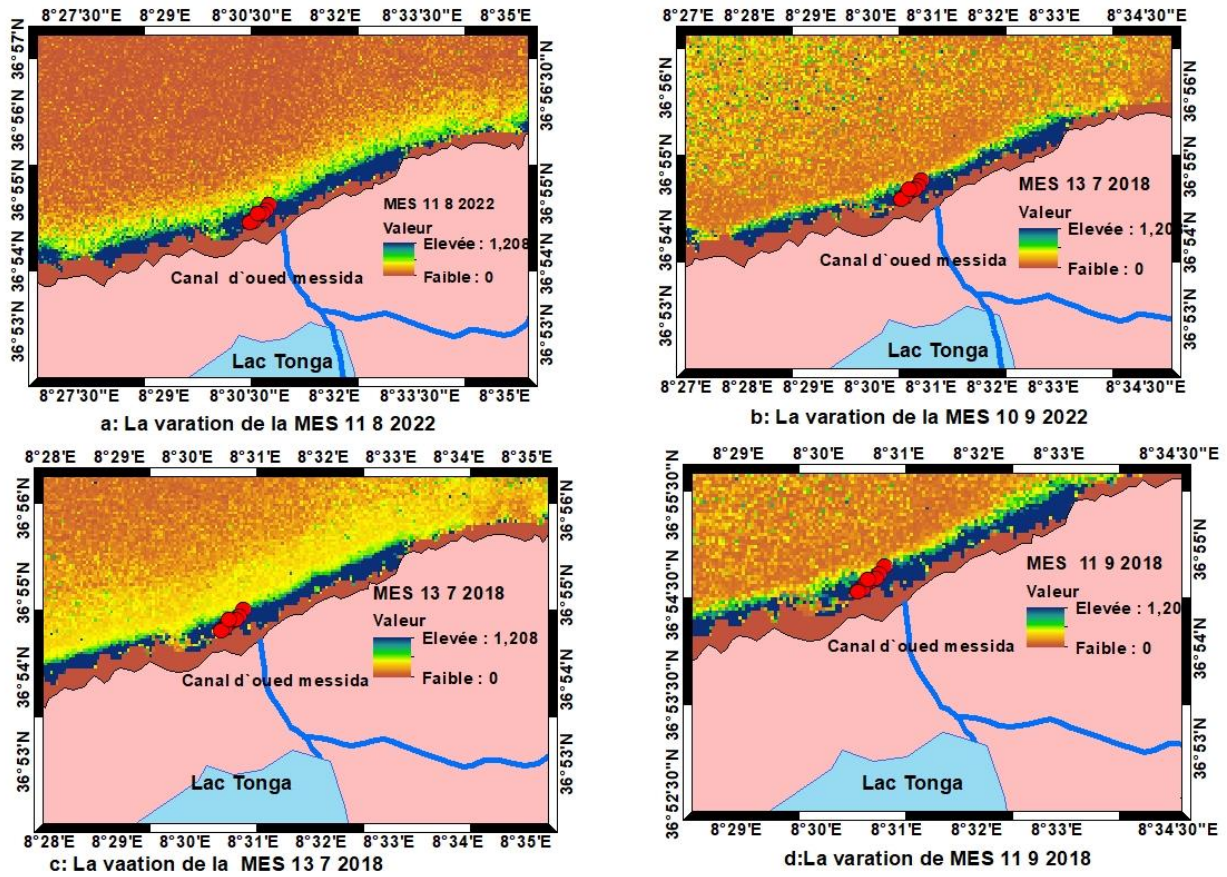 8°27'30"E 8°29'E 8°30'30"E 8°32'E 8°33'30"E 8°35'E
36°57'N
36°56'N
36°55'N
36°54'N
36°53'N
36°56'30"N
36°55'30"N
36°54'30"N
36°53'30"N
MES 11 8 2022
Valeur
Elevée : 1,208
Faible : 0
Canal d`oued messida
Lac Tonga
8°27'30"E 8°29'E 8°30'30"E 8°32'E 8°33'30"E 8°35'E
a: La varation de la MES 11 8 2022
8°27'E 8°28'30"E 8°30'E 8°31'E 8°32'E 8°33'E 8°34'30"E
36°56'N
36°55'N
36°54'N
36°53'N
36°55'N
36°54'N
36°53'N
MES 13 7 2018
Valeur
Elevée : 1,20
Faible : 0
Canal d`oued messida
Lac Tonga
8°27'E 8°28'30"E 8°30'E 8°31'E 8°32'E 8°33'E 8°34'30"E
b: La varation de la MES 10 9 2022
8°28'E 8°29'E 8°30'E 8°31'E 8°32'E 8°33'E 8°34'E 8°35'E
36°56'N
36°55'N
36°54'N
36°53'N
36°56'N
36°55'N
36°54'N
36°53'N
MES 13 7 2018
Valeur
Elevée : 1,208
Faible : 0
Canal d`oued messida
Lac Tonga
8°28'E 8°29'E 8°30'E 8°31'E 8°32'E 8°33'E 8°34'E 8°35'E
c: La vaation de la MES 13 7 2018
8°29'E 8°30'E 8°31'E 8°32'E 8°33'E 8°34'30"E
36°55'30"N
36°54'30"N
36°53'30"N
36°52'30"N
36°55'N
36°54'N
36°53'N
MES 11 9 2018
Valeur
Elevée : 1,20
Faible : 0
Canal d`oued messida
Lac Tonga
8°29'E 8°30'E 8°31'E 8°32'E 8°33'E 8°34'30"E
d:La varation de MES 11 9 2018